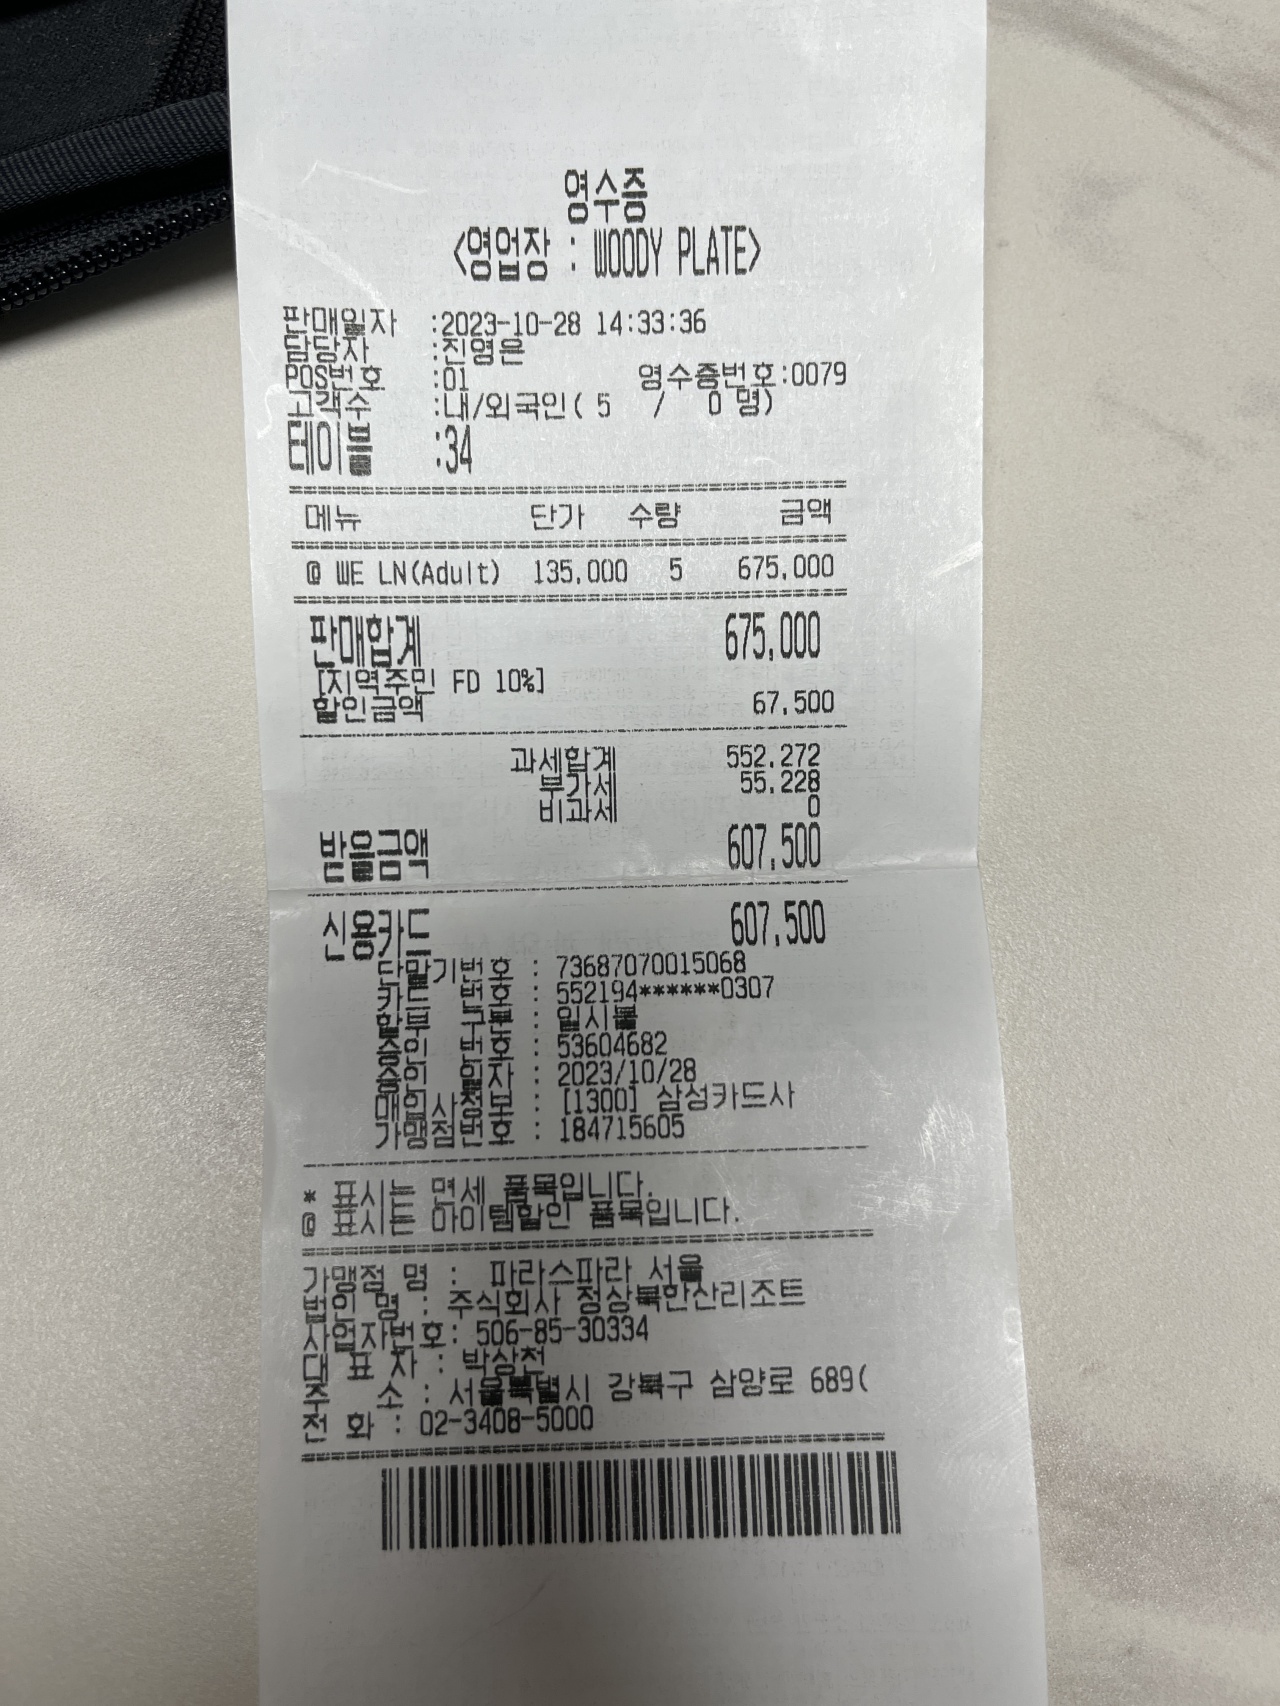 영수증
<영업장 : WOODY PLATE>
판매일자 :2023-10-28 14:33:36
담당자 :진영은
POS번호 :01 영수증번호:0079
고객수 :내/외국인( 5 / 0 명)
테이블 :34
메뉴 단가 수량 금액
@ WE LN(Adult) 135,000 5 675,000
판매합계 675,000
[지역주민 FD 10%]
할인금액 67,500
과세합계 552,272
부가세 55,228
비과세 0
받을금액 607,500
신용카드 607,500
단말기번호 : 73687070015068
카드 번호 : 552194******0307
할부 구분 : 일시불
승인 번호 : 53604682
승인 일자 : 2023/10/28
매입사정보 : [1300] 삼성카드사
가맹점번호 : 184715605
* 표시는 면세 품목입니다.
@ 표시는 아이템할인 품목입니다.
가맹점 명 : 파라스파라 서울
법인 명 : 주식회사 정상북한산리조트
사업자번호: 506-85-30334
대 표 자 : 박상천
주 소 : 서울특별시 강북구 삼양로 689(
전 화 : 02-3408-5000